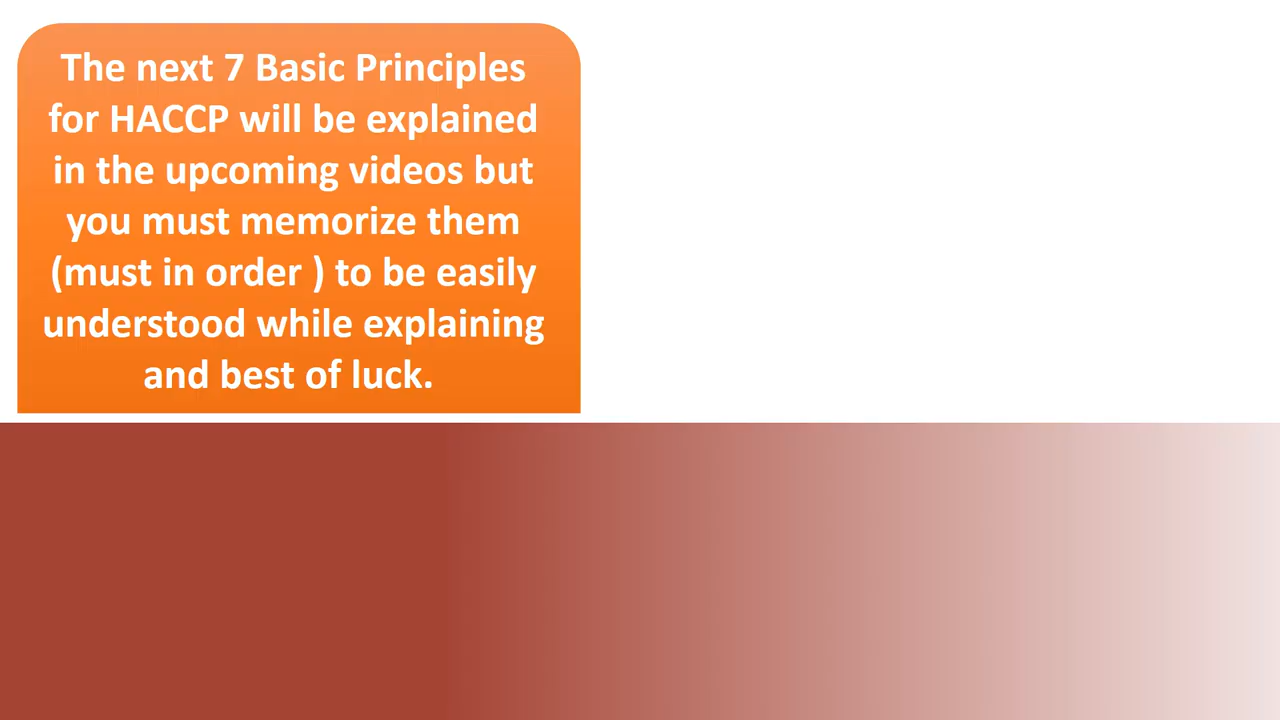 The next 7 Basic Principles
for HACCP will be explained
in the upcoming videos but
you must memorize them
(must in order ) to be easily
understood while explaining
and best of luck.